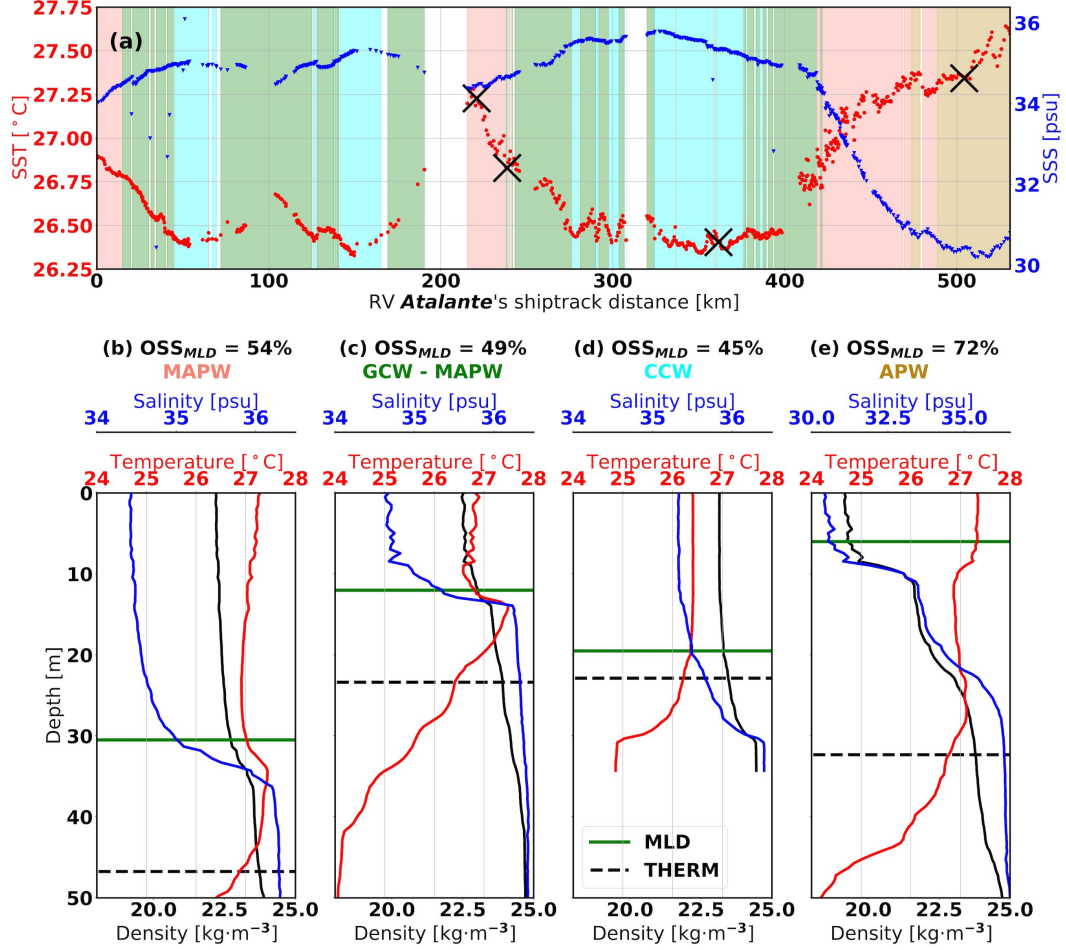 (a)
27.75
27.50
27.25
27.00
26.75
26.50
26.25
SST [°C]
36
34
32
30
SSS [psu]
0 100 200 300 400 500
RV Atalante's shiptrack distance [km]
(b) OSS_MLD = 54% (c) OSS_MLD = 49% (d) OSS_MLD = 45% (e) OSS_MLD = 72%
MAPW GCW - MAPW CCW APW
Salinity [psu] Salinity [psu] Salinity [psu] Salinity [psu]
34 35 36 34 35 36 34 35 36 30.0 32.5 35.0
Temperature [°C] Temperature [°C] Temperature [°C] Temperature [°C]
24 25 26 27 28 24 25 26 27 28 24 25 26 27 28 24 25 26 27 28
0
10
20
30
40
50
Depth [m]
MLD
THERM
20.0 22.5 25.0 20.0 22.5 25.0 20.0 22.5 25.0 20.0 22.5 25.0
Density [kg·m⁻³] Density [kg·m⁻³] Density [kg·m⁻³] Density [kg·m⁻³]